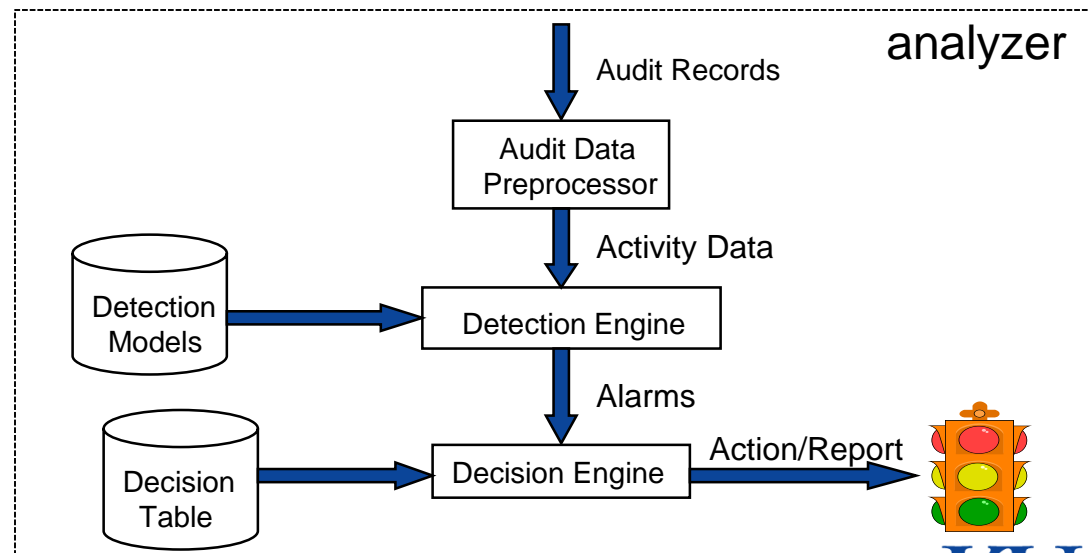 analyzer
Audit Records
Audit Data
Preprocessor
Activity Data
Detection
Models
Detection Engine
Alarms
Decision
Table
Decision Engine
Action/Report